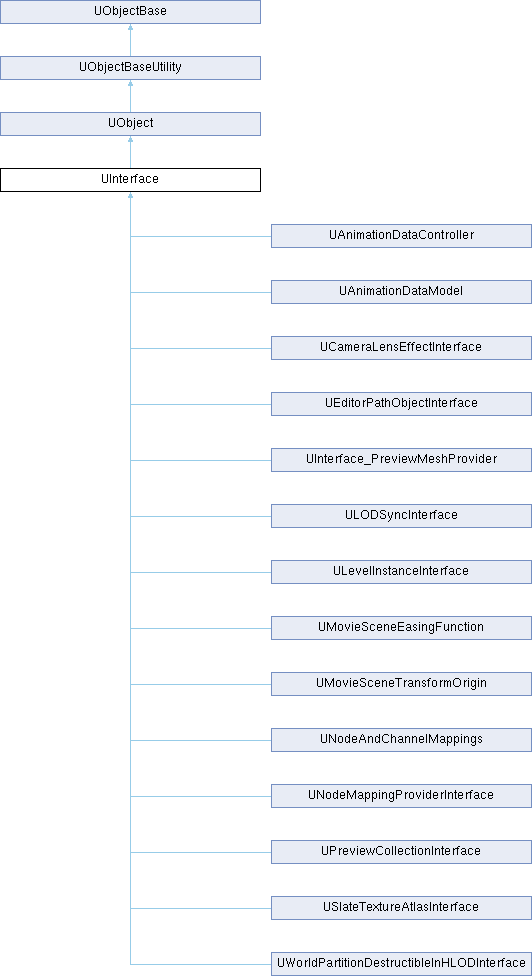 UObjectBase
UObjectBaseUtility
UObject
UInterface
UAnimationDataController
UAnimationDataModel
UCameraLensEffectInterface
UEditorPathObjectInterface
UInterface_PreviewMeshProvider
ULODSyncInterface
ULevelInstanceInterface
UMovieSceneEasingFunction
UMovieSceneTransformOrigin
UNodeAndChannelMappings
UNodeMappingProviderInterface
UPreviewCollectionInterface
USlateTextureAtlasInterface
UWorldPartitionDestructibleInHLODInterface